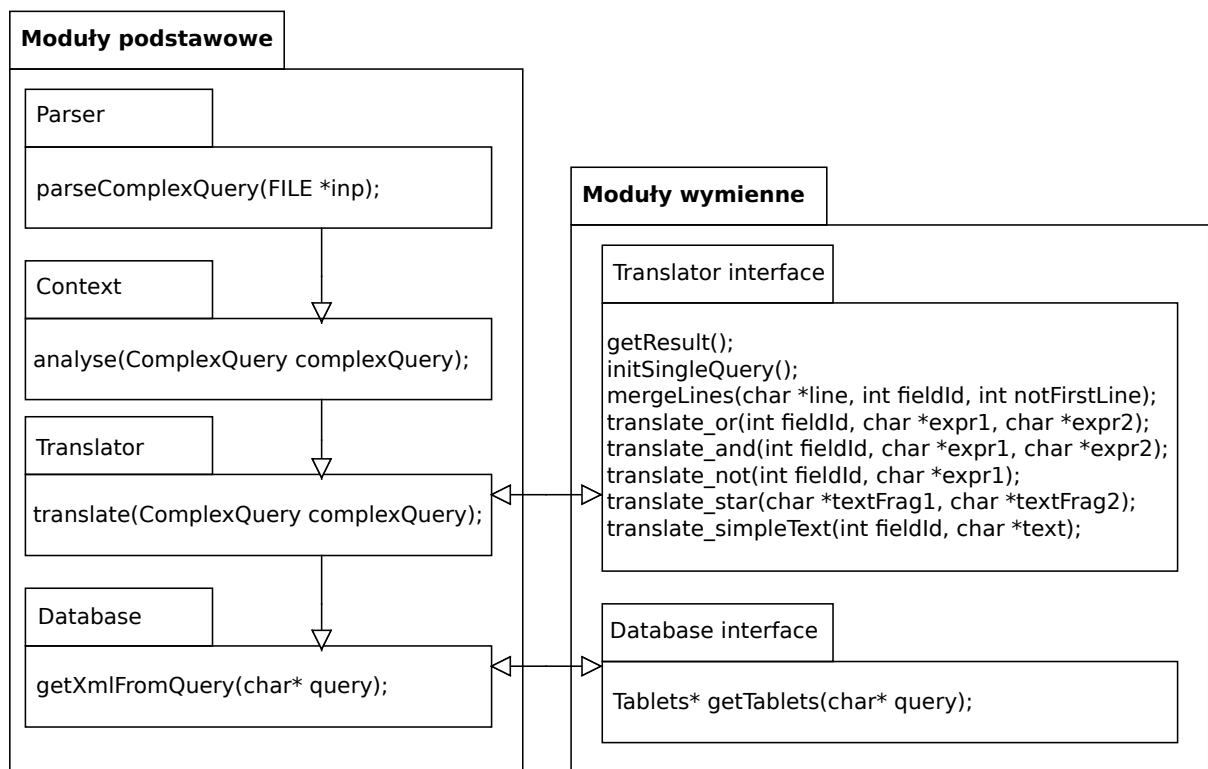 Moduły podstawowe
Parser
parseComplexQuery(FILE *inp);
Context
analyse(ComplexQuery complexQuery);
Translator
translate(ComplexQuery complexQuery);
Database
getXmlFromQuery(char* query);
Moduły wymienne
Translator interface
getResult();
initSingleQuery();
mergeLines(char *line, int fieldId, int notFirstLine);
translate_or(int fieldId, char *expr1, char *expr2);
translate_and(int fieldId, char *expr1, char *expr2);
translate_not(int fieldId, char *expr1);
translate_star(char *textFrag1, char *textFrag2);
translate_simpleText(int fieldId, char *text);
Database interface
Tablets* getTablets(char* query);